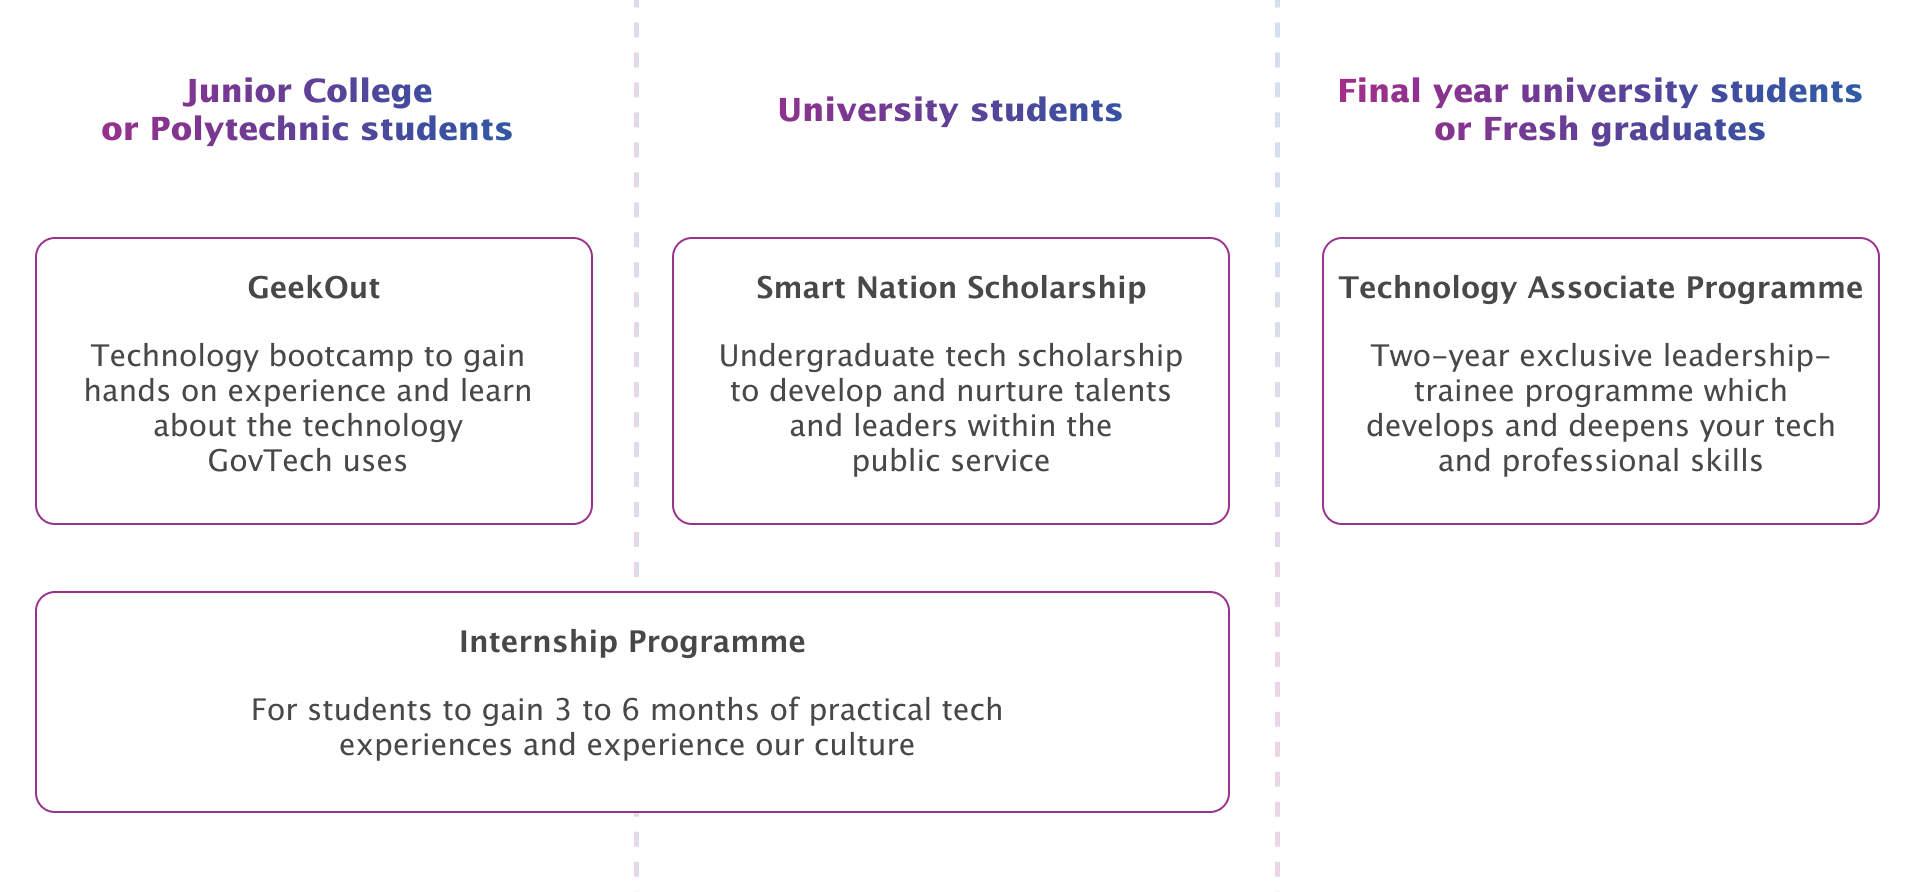 Junior College
or Polytechnic students
University students
Final year university students
or Fresh graduates
GeekOut
Technology bootcamp to gain
hands on experience and learn
about the technology
GovTech uses
Smart Nation Scholarship
Undergraduate tech scholarship
to develop and nurture talents
and leaders within the
public service
Technology Associate Programme
Two-year exclusive leadership-
trainee programme which
develops and deepens your tech
and professional skills
Internship Programme
For students to gain 3 to 6 months of practical tech
experiences and experience our culture